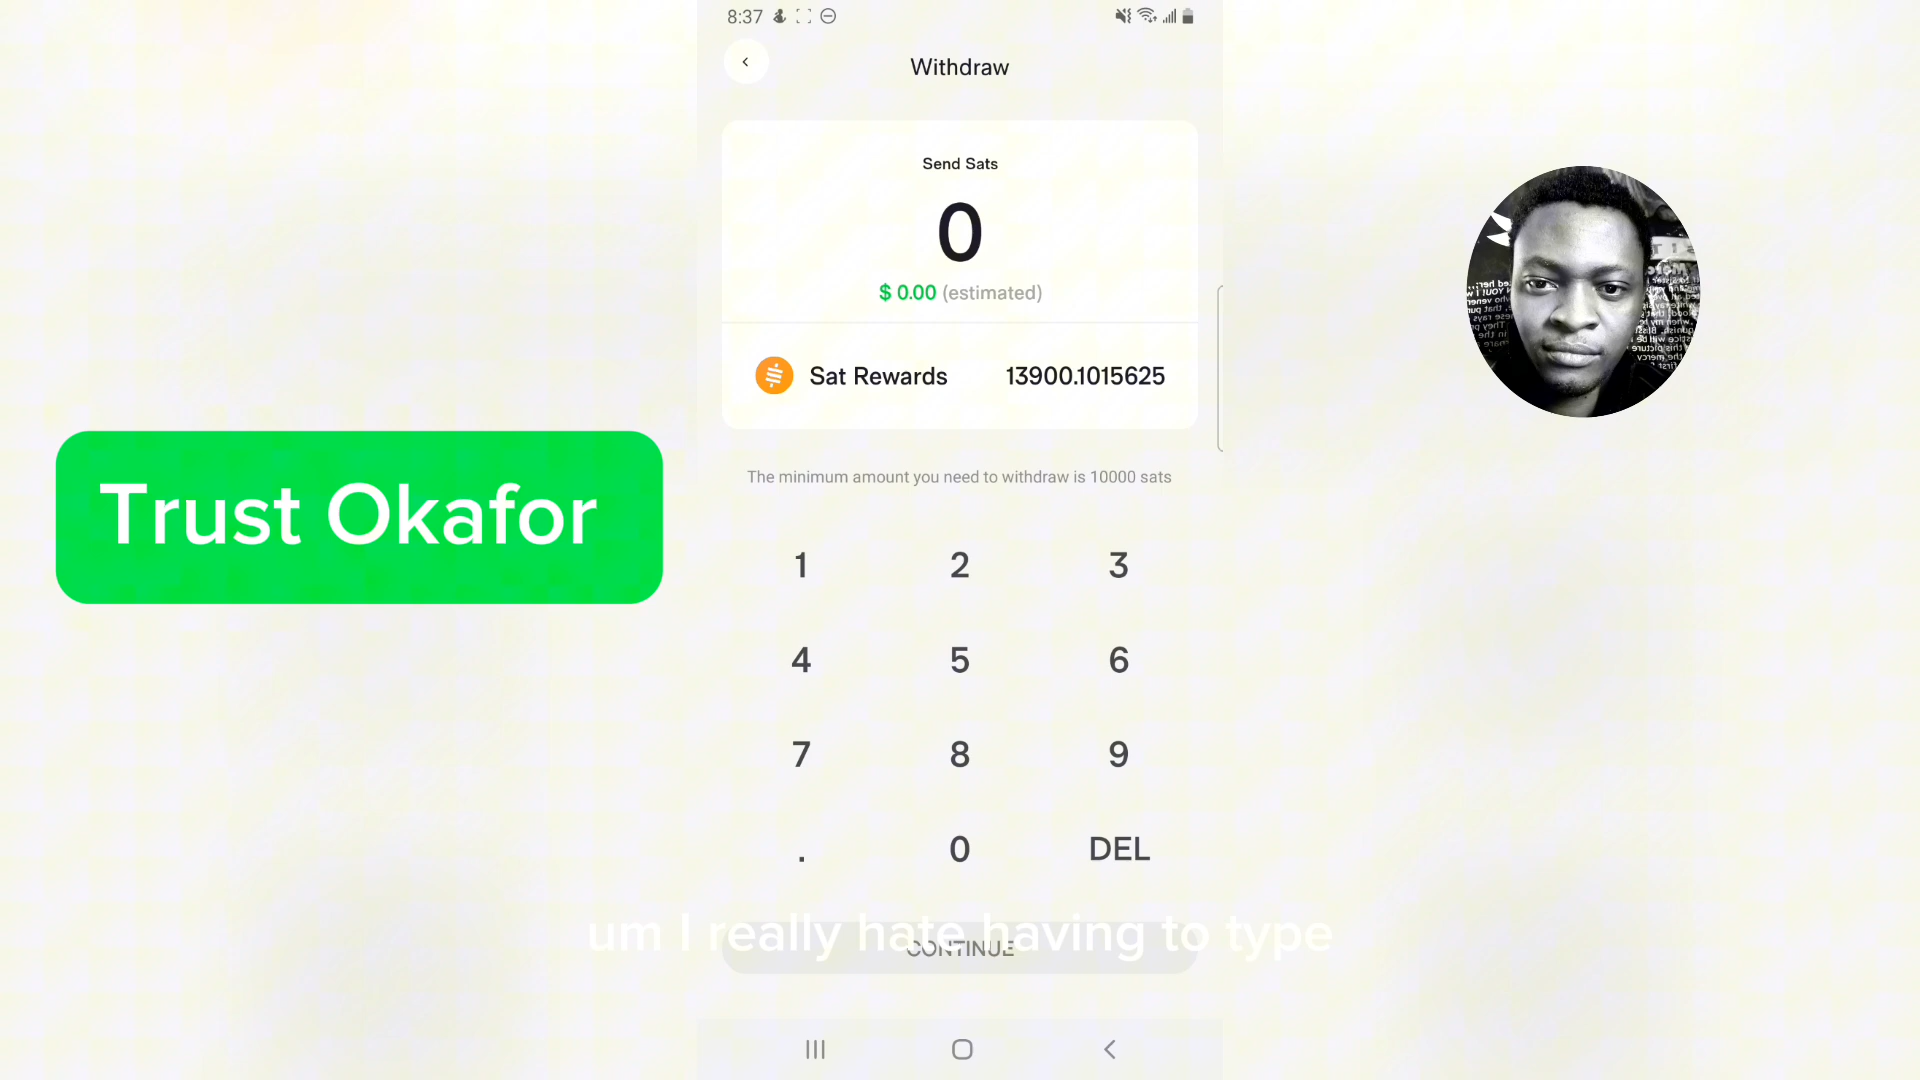 8:37
Withdraw
Send Sats
0
$ 0.00 (estimated)
Sat Rewards 13900.1015625
The minimum amount you need to withdraw is 10000 sats
Trust Okafor
1 2 3
4 5 6
7 8 9
. 0 DEL
CONTINUE
um I really hate having to type